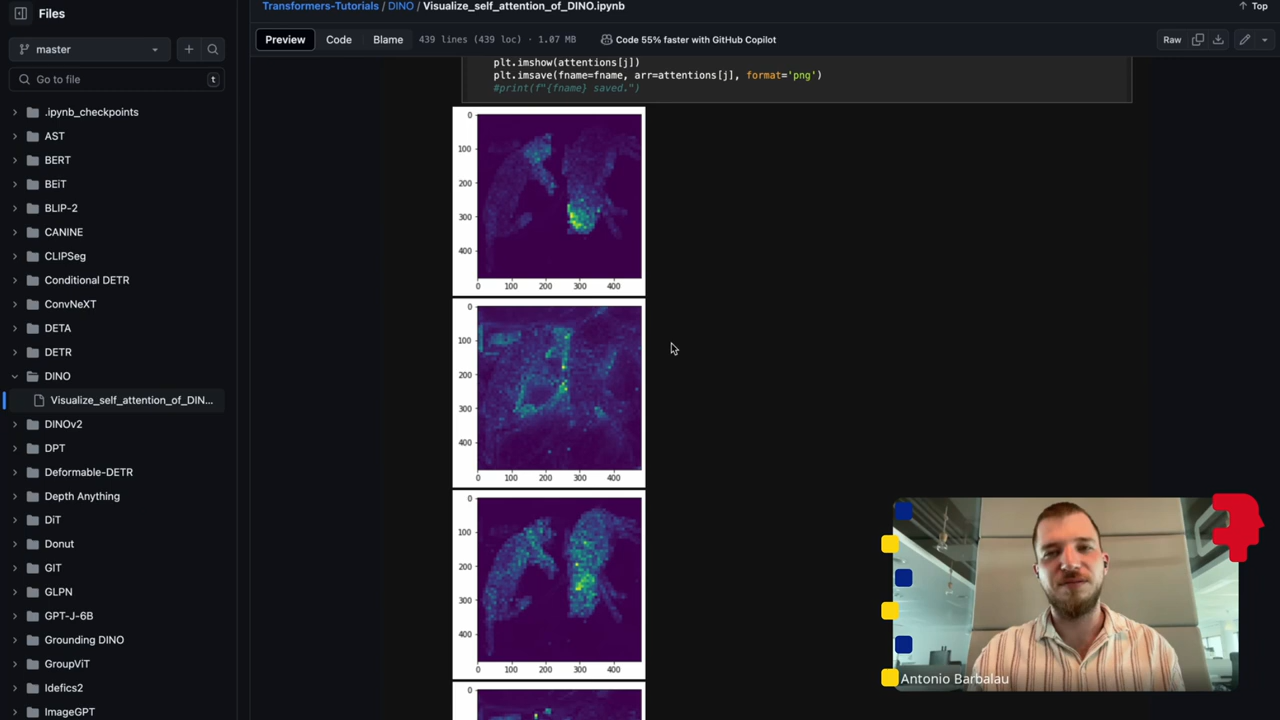 Files
master
Go to file
t
.ipynb_checkpoints
AST
BERT
BEiT
BLIP-2
CANINE
CLIPSeg
Conditional DETR
ConvNeXT
DETA
DETR
DINO
Visualize_self_attention_of_DIN...
DINOv2
DPT
Deformable-DETR
Depth Anything
DiT
Donut
GIT
GLPN
GPT-J-6B
Grounding DINO
GroupViT
Idefics2
ImageGPT
Transformers-Tutorials / DINO / Visualize_self_attention_of_DINO.ipynb
Top
Preview Code Blame 439 lines (439 loc) · 1.07 MB Code 55% faster with GitHub Copilot Raw
plt.imshow(attentions[j])
plt.imsave(fname=fname, arr=attentions[j], format='png')
#print(f"{fname} saved.")
0
100
200
300
400
0 100 200 300 400
0
100
200
300
400
0 100 200 300 400
0
100
200
300
400
0 100 200 300 400
0
Antonio Barbalau